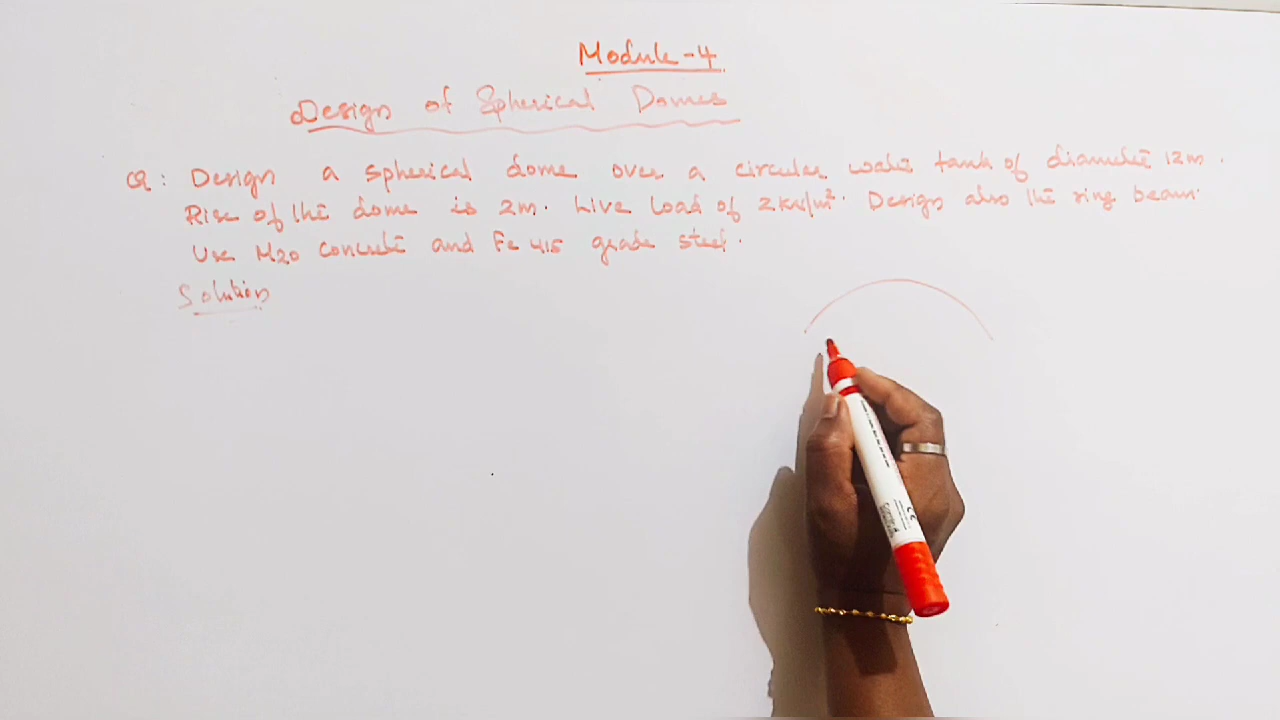 Module-4
Design of Spherical Domes
Q: Design a spherical dome over a circular water tank of diameter 12m.
Rise of the dome is 2m. Live load of 2kN/m². Design also the ring beam.
Use M20 concrete and Fe 415 grade steel.
Solution